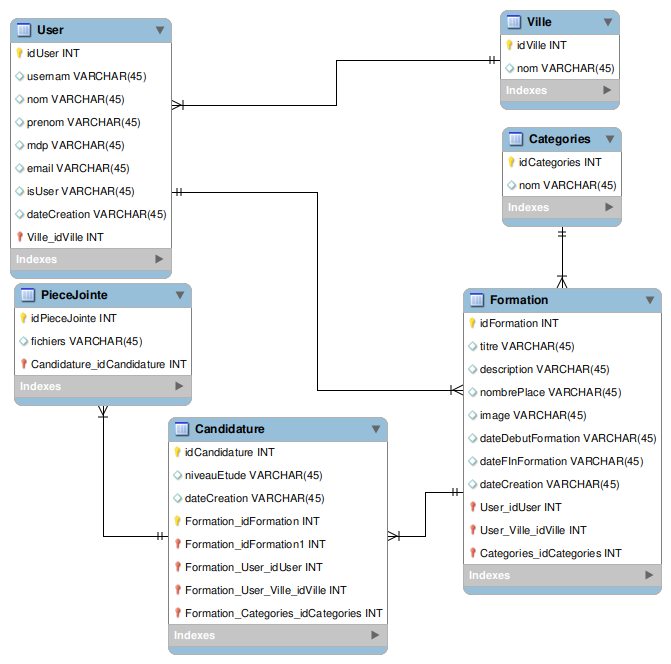 User
idUser INT
usernam VARCHAR(45)
nom VARCHAR(45)
prenom VARCHAR(45)
mdp VARCHAR(45)
email VARCHAR(45)
isUser VARCHAR(45)
dateCreation VARCHAR(45)
Ville_idVille INT
Indexes
Ville
idVille INT
nom VARCHAR(45)
Indexes
Categories
idCategories INT
nom VARCHAR(45)
Indexes
PieceJointe
idPieceJointe INT
fichiers VARCHAR(45)
Candidature_idCandidature INT
Indexes
Formation
idFormation INT
titre VARCHAR(45)
description VARCHAR(45)
nombrePlace VARCHAR(45)
image VARCHAR(45)
dateDebutFormation VARCHAR(45)
dateFInFormation VARCHAR(45)
dateCreation VARCHAR(45)
User_idUser INT
User_Ville_idVille INT
Categories_idCategories INT
Indexes
Candidature
idCandidature INT
niveauEtude VARCHAR(45)
dateCreation VARCHAR(45)
Formation_idFormation INT
Formation_idFormation1 INT
Formation_User_idUser INT
Formation_User_Ville_idVille INT
Formation_Categories_idCategories INT
Indexes